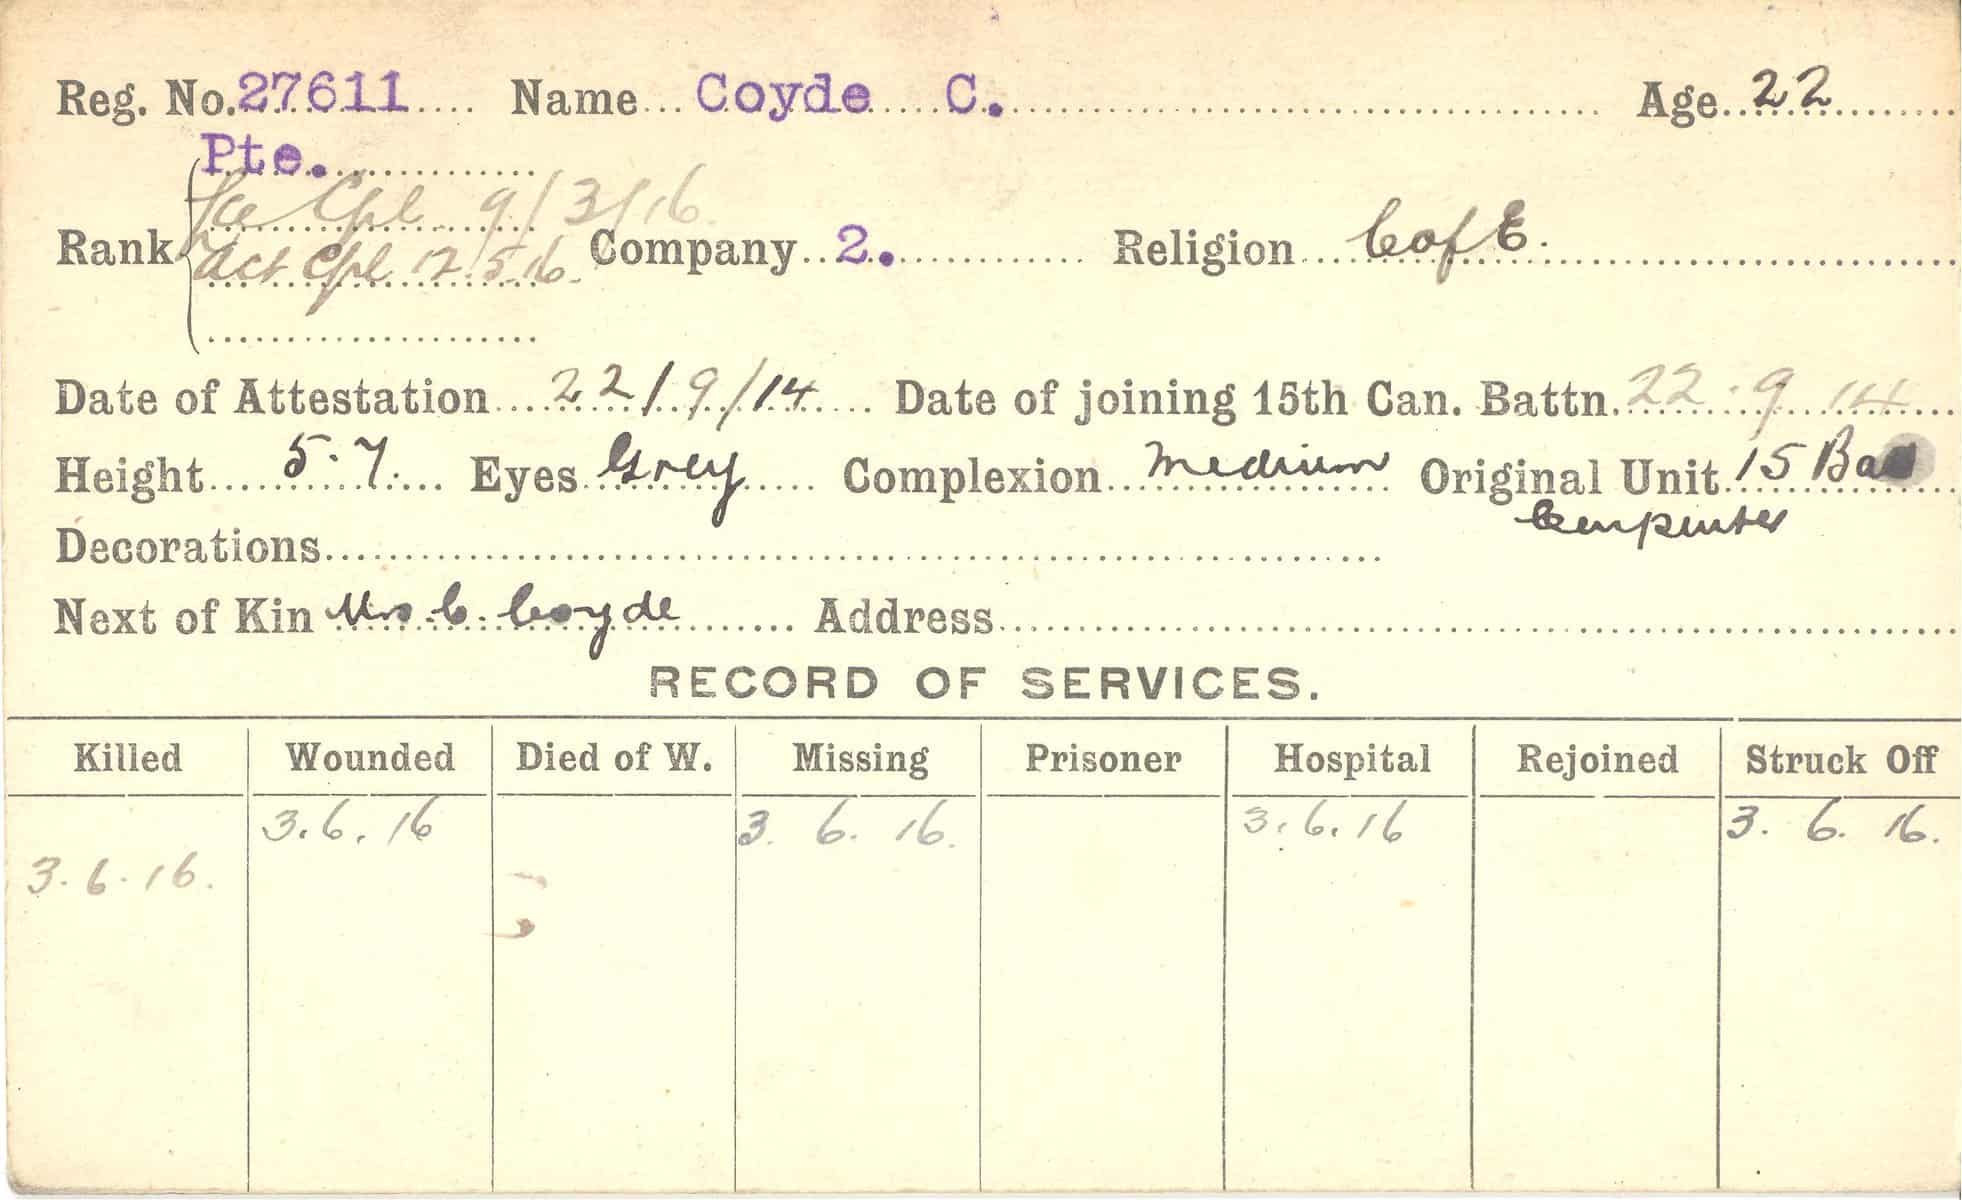 Reg. No. 27611 Name Coyde C. Age 22
Pte.
Lce Cpl 9/3/16
Rank Act Cpl 12.5.16. Company 2. Religion C of E.
Date of Attestation 22/9/14 Date of joining 15th Can. Battn. 22.9.14
Height 5.7. Eyes Grey Complexion Medium Original Unit 15
Carpenter
Decorations
Next of Kin Mrs. C. Coyde Address
RECORD OF SERVICES.
Killed Wounded Died of W. Missing Prisoner Hospital Rejoined Struck Off
3.6.16 3.6.16. 3.6.16 3.6.16.
3.6.16.